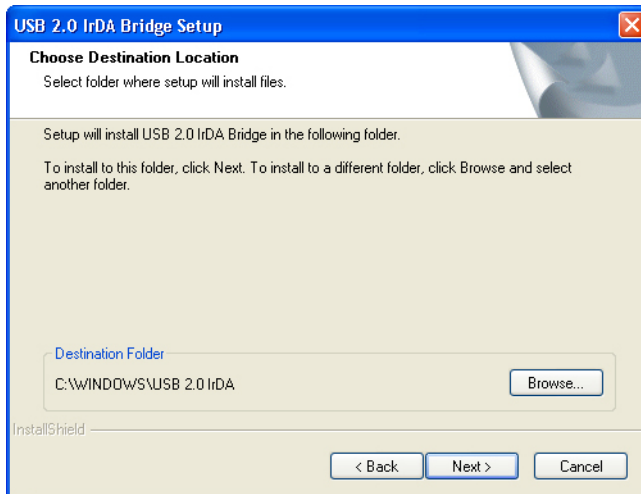 USB 2.0 IrDA Bridge Setup
Choose Destination Location
Select folder where setup will install files.
Setup will install USB 2.0 IrDA Bridge in the following folder.
To install to this folder, click Next. To install to a different folder, click Browse and select
another folder.
Destination Folder
C:\WINDOWS\USB 2.0 IrDA
Browse...
InstallShield
< Back
Next >
Cancel